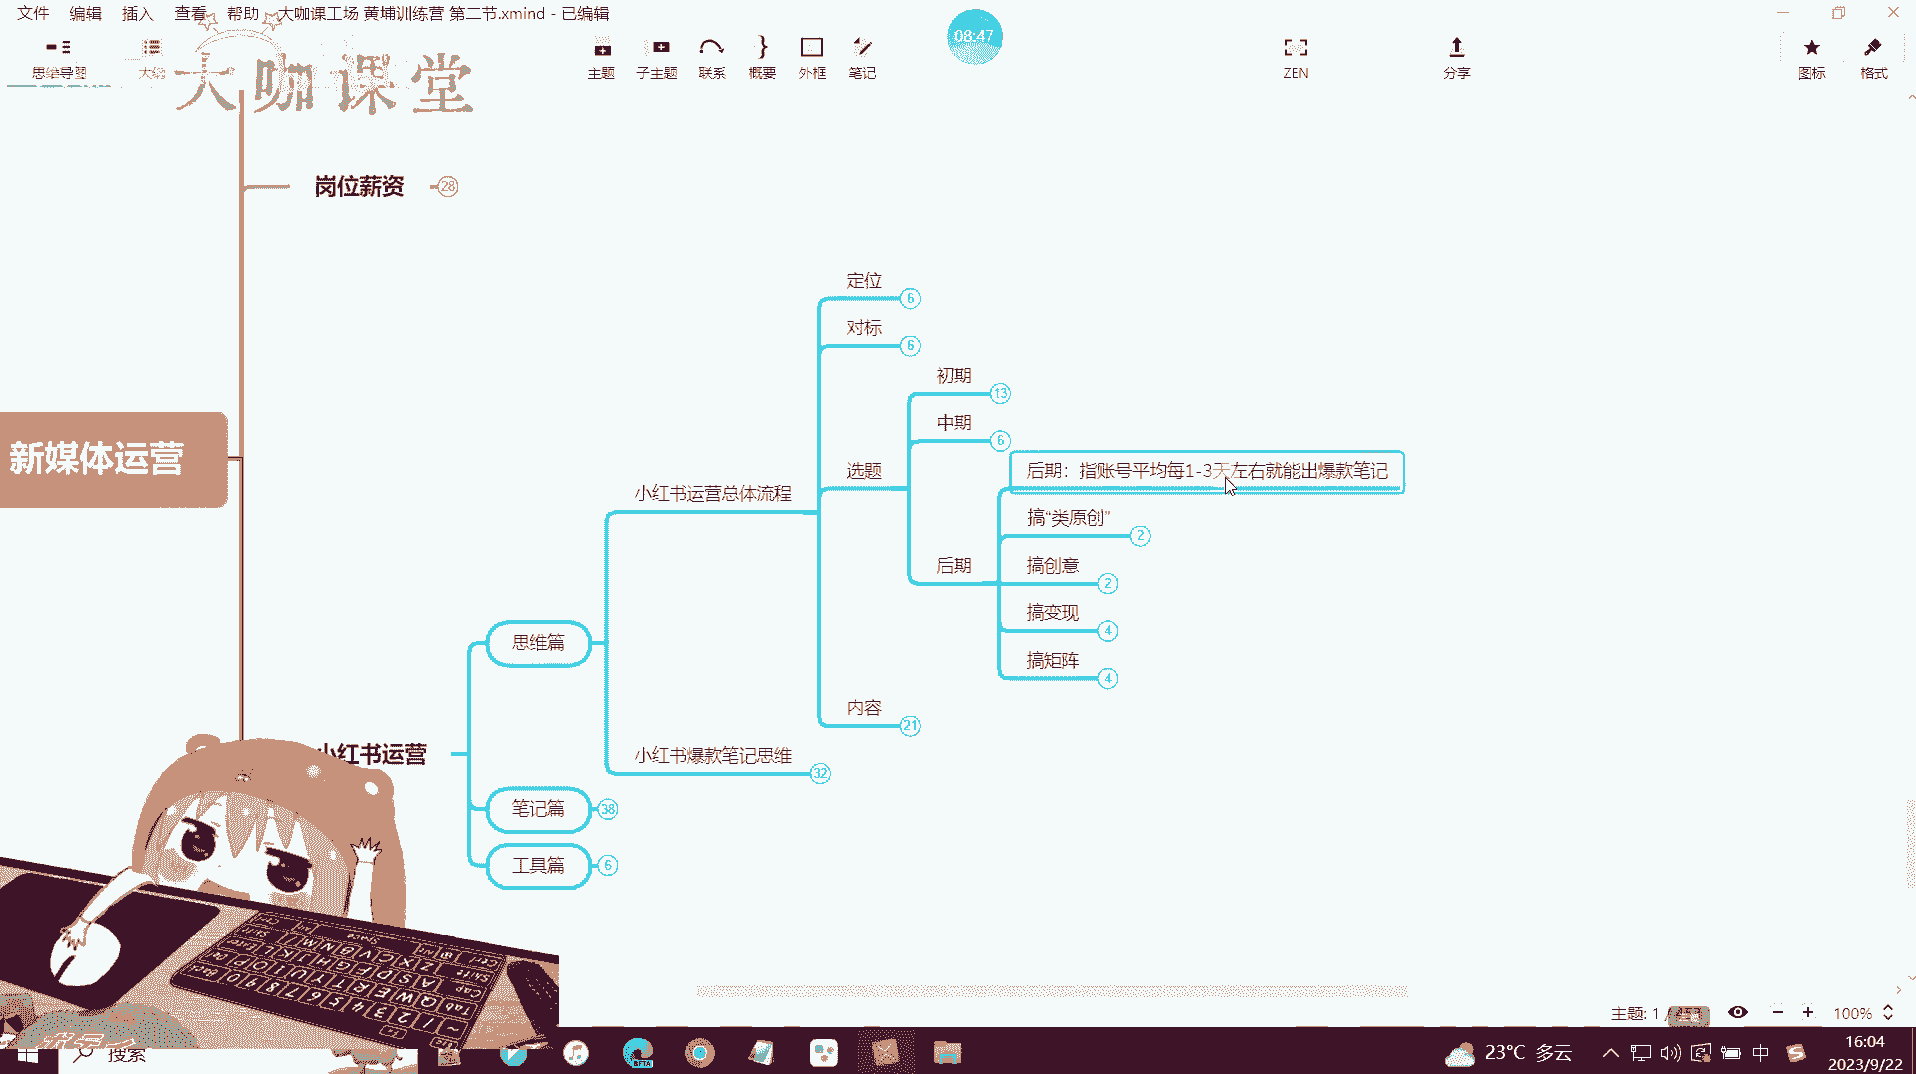 文件 编辑 插入 查看 帮助 大咖课工场 黄埔训练营 第二节.xmind - 已编辑
08:47
思维导图 主题 子主题 联系 概要 外框 笔记 ZEN 分享 图标 格式
大咖课堂
岗位薪资 28
定位 6
对标 6
初期 13
中期 6
选题
后期：指账号平均每1-3天左右就能出爆款笔记
小红书运营总体流程
搞“类原创” 2
后期
搞创意 2
搞变现 4
搞矩阵 4
新媒体运营
思维篇
内容 21
小红书运营
小红书爆款笔记思维 32
笔记篇 38
工具篇 6
主题: 1 /
100%
搜索
BETA
23°C 多云
中
16:04
2023/9/22